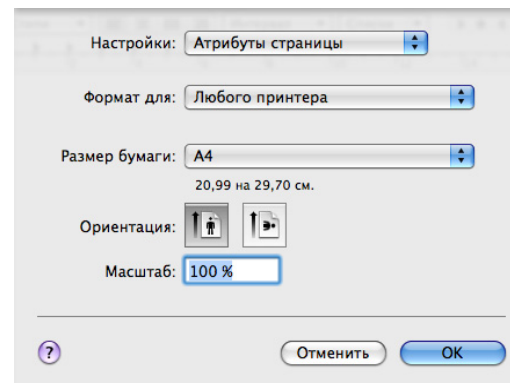 Настройки: Атрибуты страницы
Формат для: Любого принтера
Размер бумаги: A4
20,99 на 29,70 см.
Ориентация:
Масштаб: 100 %
? Отменить OK